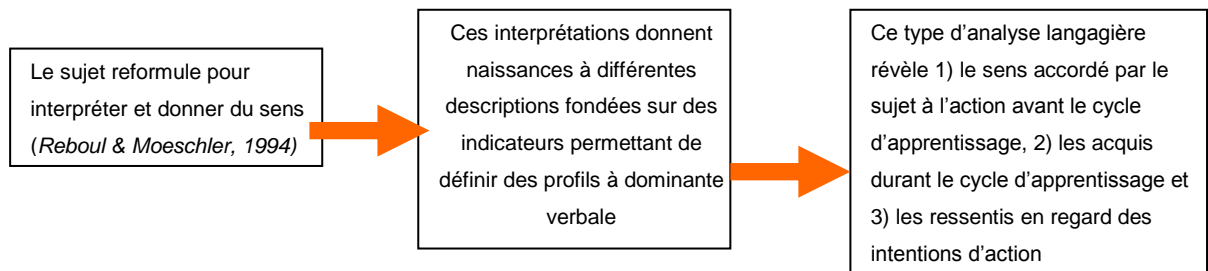 Le sujet reformule pour
interpréter et donner du sens
(Reboul & Moeschler, 1994)
Ces interprétations donnent
naissances à différentes
descriptions fondées sur des
indicateurs permettant de
définir des profils à dominante
verbale
Ce type d’analyse langagière
révèle 1) le sens accordé par le
sujet à l’action avant le cycle
d’apprentissage, 2) les acquis
durant le cycle d’apprentissage et
3) les ressentis en regard des
intentions d’action